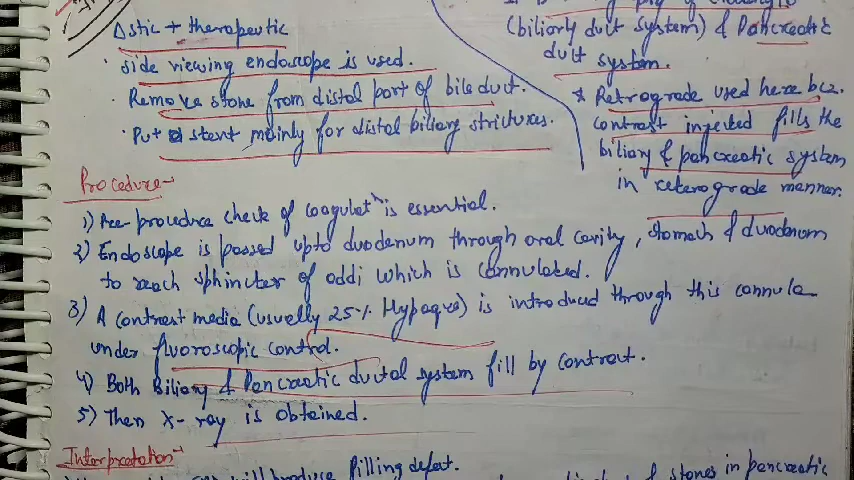 Δstic + therapeutic
· side viewing endoscope is used.
· Remove stone from distal part of bile duct.
· Put stent mainly for distal biliary strictures.
(biliary duct system) & Pancreatic
duct system.
* Retrograde used here bcz.
contrast injected fills the
biliary & pancreatic system
in reterograde manner.
Procedure-
1) Pre-procedure check of coagulatn is essential.
2) Endoscope is passed upto duodenum through oral cavity, stomach & duodenum
to reach sphincter of oddi which is cannulated.
3) A contrast media (usually 25% Hypaque) is introduced through this cannula
under fluoroscopic control.
4) Both Biliary & Pancreatic ductal system fill by contrast.
5) Then X-ray is obtained.
Interpretation-
will produce filling defect.
of stones in pancreatic